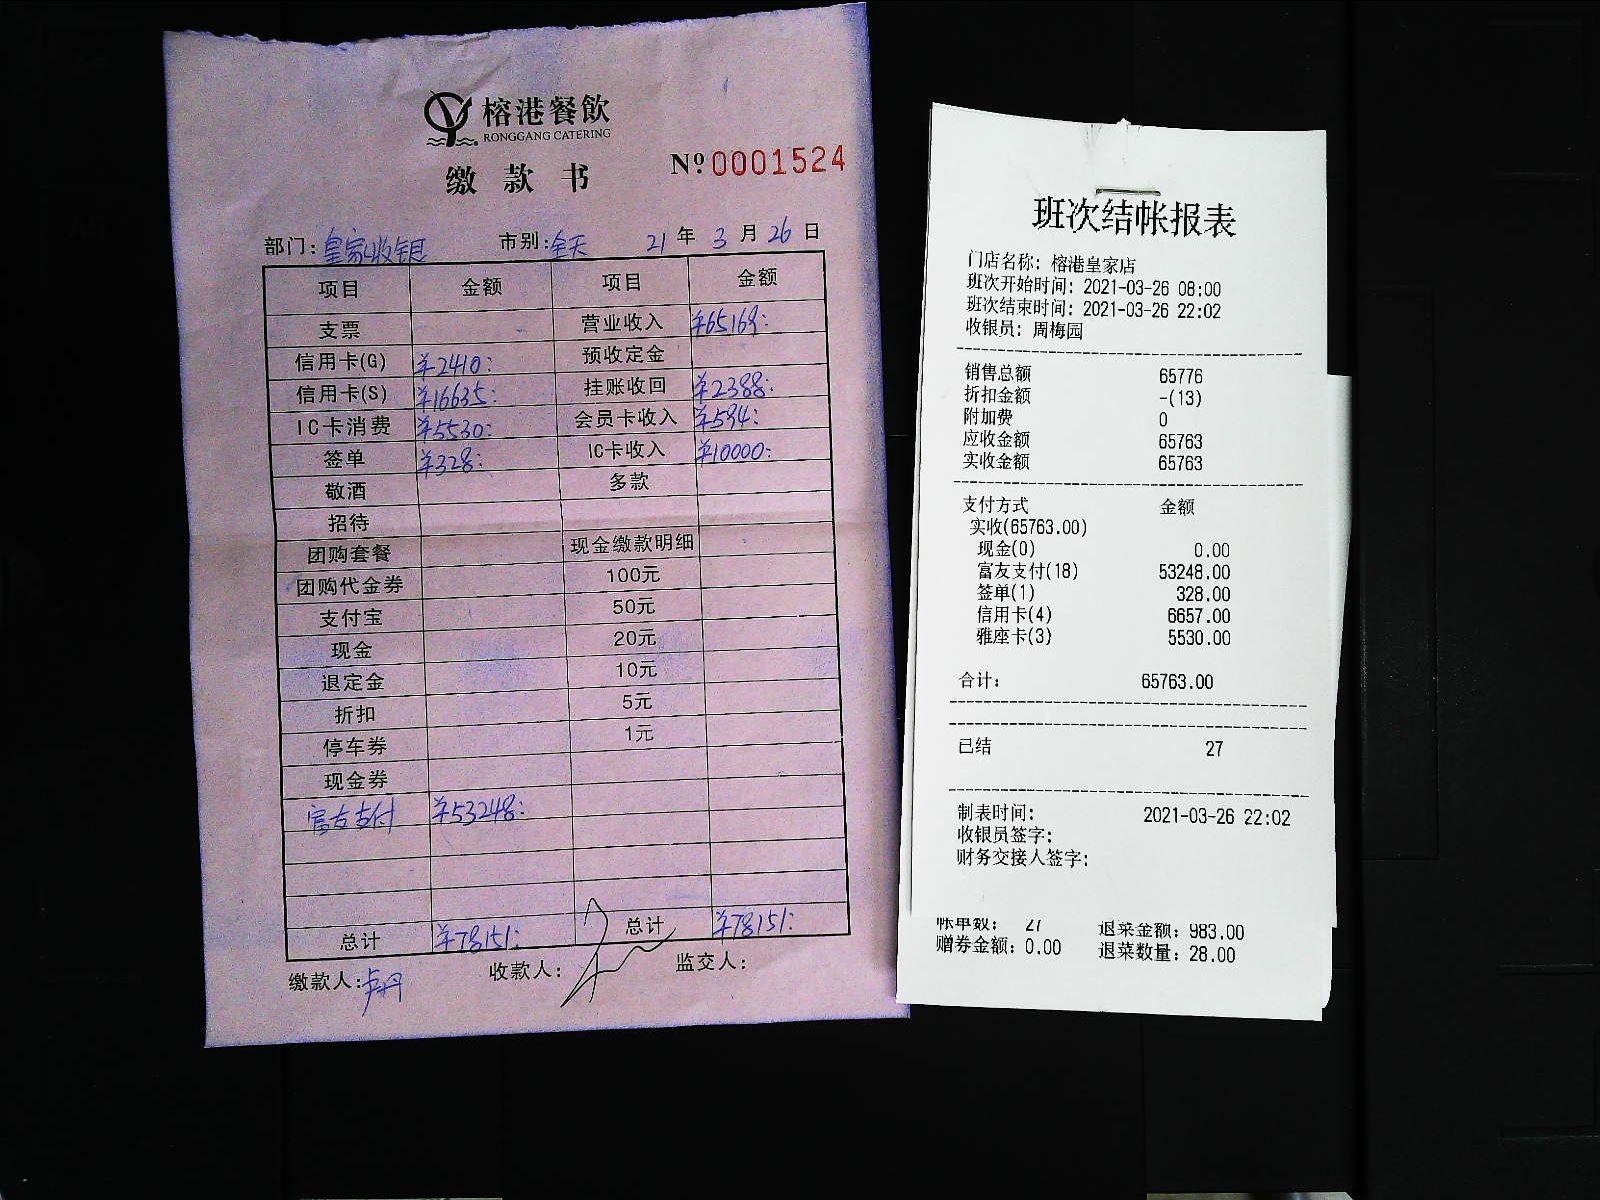 榕港餐飲
RONGGANG CATERING
缴款书
Nº 0001524
部门:皇家收银 市别:全天 21年3月26日
项目 金额 项目 金额
支票 营业收入 ¥65169:
信用卡(G) ¥2410: 预收定金
信用卡(S) ¥16635: 挂账收回 ¥2388:
IC卡消费 ¥5530: 会员卡收入 ¥594:
签单 ¥328: IC卡收入 ¥10000:
敬酒 多款
招待
团购套餐 现金缴款明细
团购代金券 100元
支付宝 50元
现金 20元
退定金 10元
折扣 5元
停车券 1元
现金券
富友支付 ¥53248:
总计 ¥78151: 总计 ¥78151:
缴款人:卢丹 收款人: 监交人:
班次结帐报表
门店名称: 榕港皇家店
班次开始时间: 2021-03-26 08:00
班次结束时间: 2021-03-26 22:02
收银员: 周梅园
销售总额 65776
折扣金额 -(13)
附加费 0
应收金额 65763
实收金额 65763
支付方式 金额
实收(65763.00)
现金(0) 0.00
富友支付(18) 53248.00
签单(1) 328.00
信用卡(4) 6657.00
雅座卡(3) 5530.00
合计: 65763.00
已结 27
制表时间: 2021-03-26 22:02
收银员签字:
财务交接人签字:
帐单数: 27 退菜金额: 983.00
赠券金额: 0.00 退菜数量: 28.00